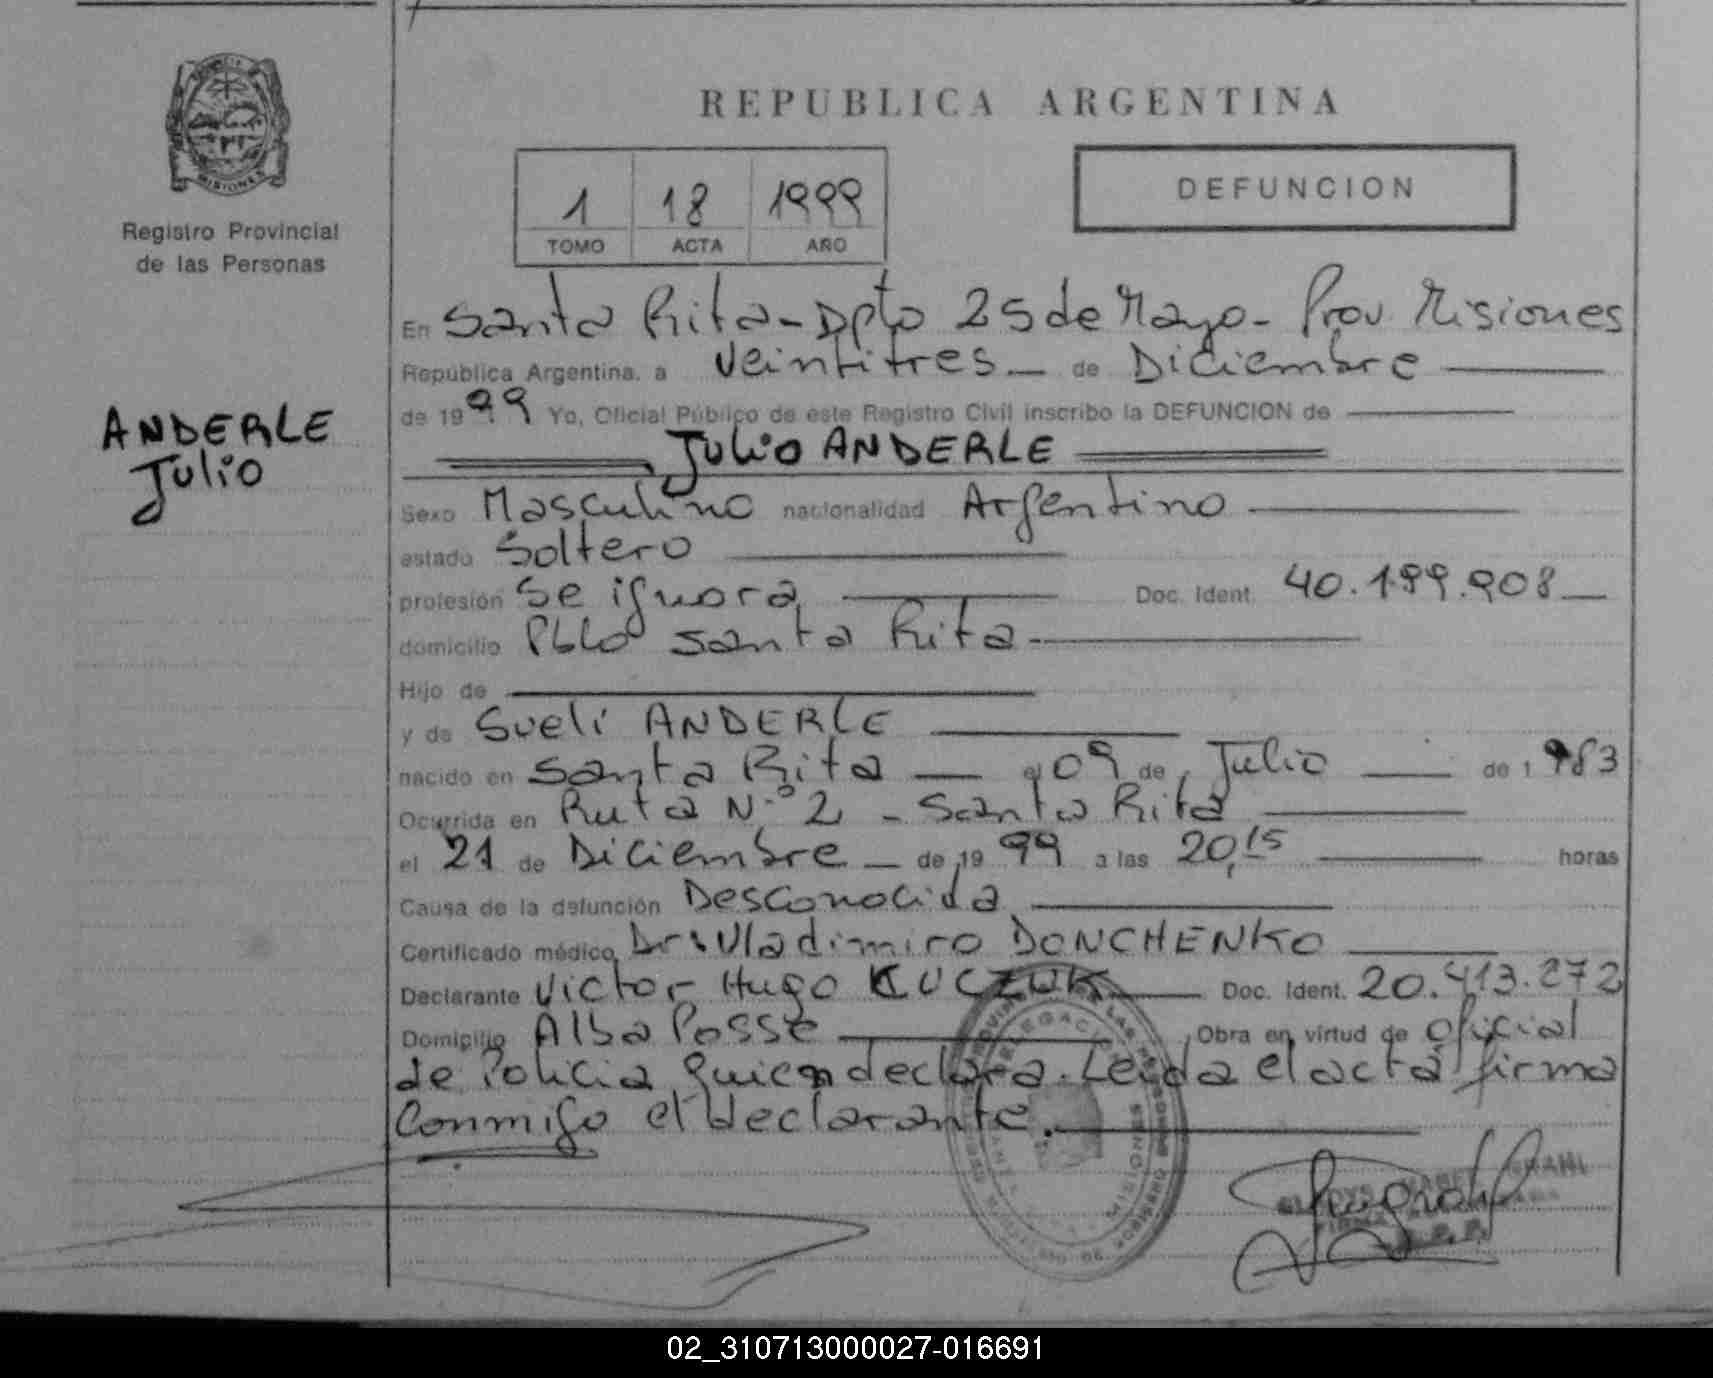 MISIONES
Registro Provincial
de las Personas
ANDERLE
Julio
REPUBLICA ARGENTINA
1 18 1999
TOMO ACTA AÑO
DEFUNCION
En Santa Rita - Dpto 25 de Mayo - Prov Misiones
República Argentina, a veintitres de Diciembre
de 1999 Yo, Oficial Público de este Registro Civil inscribo la DEFUNCION de
Julio ANDERLE
Sexo Masculino nacionalidad Argentino
estado Soltero
profesión Se ignora Doc. Ident. 40.199.908
domicilio Pblo Santa Rita
Hijo de
y de Sueli ANDERLE
nacido en Santa Rita el 09 de Julio de 1983
Ocurrida en Ruta N.º 2 - Santa Rita
el 21 de Diciembre de 1999 a las 20,15 horas
Causa de la defunción Desconocida
Certificado médico Dr. Vladimiro DONCHENKO
Declarante Victor Hugo KUCZUK Doc. Ident. 20.413.272
Domicilio Alba Posse Obra en virtud de oficial
de Policia quien declara. Leida el acta firma
conmigo el declarante.
02_310713000027-016691